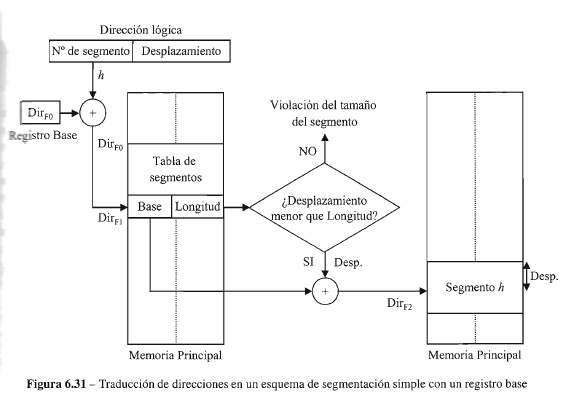 Dirección lógica
Nº de segmento Desplazamiento
h
Dir_F0
Registro Base
+
Dir_F0
Tabla de
segmentos
Base Longitud
Dir_F1
Memoria Principal
Violación del tamaño
del segmento
NO
¿Desplazamiento
menor que Longitud?
SI Desp.
+
Dir_F2
Segmento h
Desp.
Memoria Principal
Figura 6.31 – Traducción de direcciones en un esquema de segmentación simple con un registro base